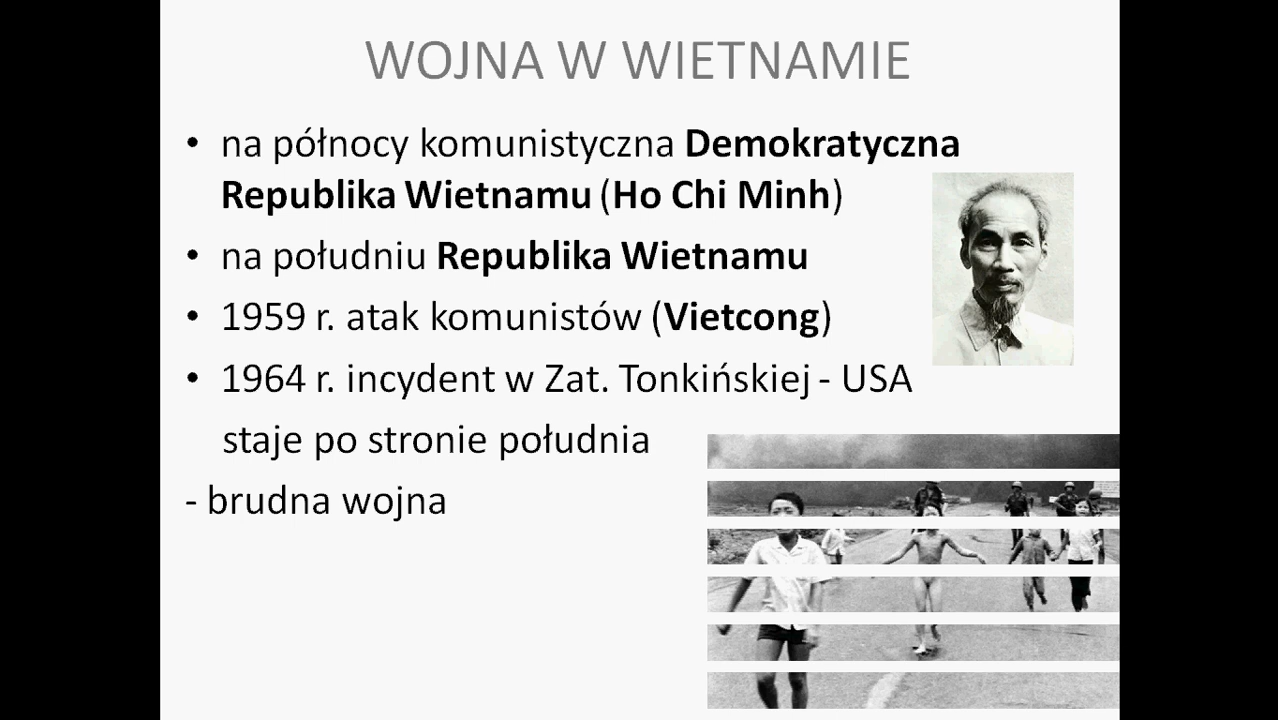 WOJNA W WIETNAMIE
• na północy komunistyczna Demokratyczna
Republika Wietnamu (Ho Chi Minh)
• na południu Republika Wietnamu
• 1959 r. atak komunistów (Vietcong)
• 1964 r. incydent w Zat. Tonkińskiej - USA
staje po stronie południa
- brudna wojna